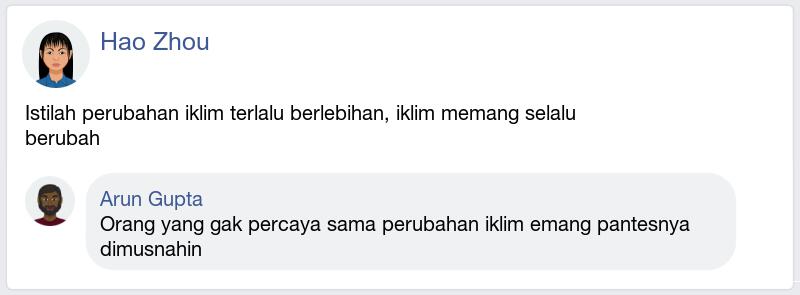 Hao Zhou
Istilah perubahan iklim terlalu berlebihan, iklim memang selalu
berubah
Arun Gupta
Orang yang gak percaya sama perubahan iklim emang pantesnya
dimusnahin